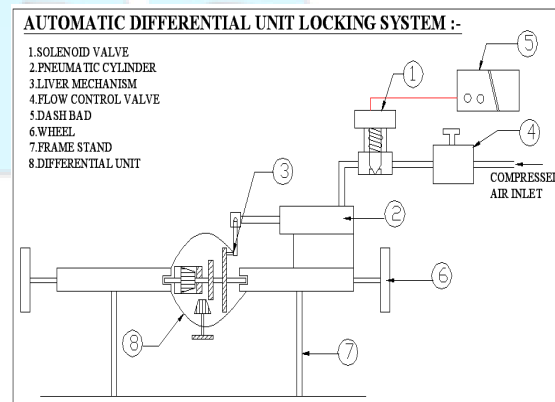 AUTOMATIC DIFFERENTIAL UNIT LOCKING SYSTEM :-
1.SOLENOID VALVE
2.PNEUMATIC CYLINDER
3.LIVER MECHANISM
4.FLOW CONTROL VALVE
5.DASH BAD
6.WHEEL
7.FRAME STAND
8.DIFFERENTIAL UNIT
1
5
4
COMPRESSED
AIR INLET
3
2
6
8
7